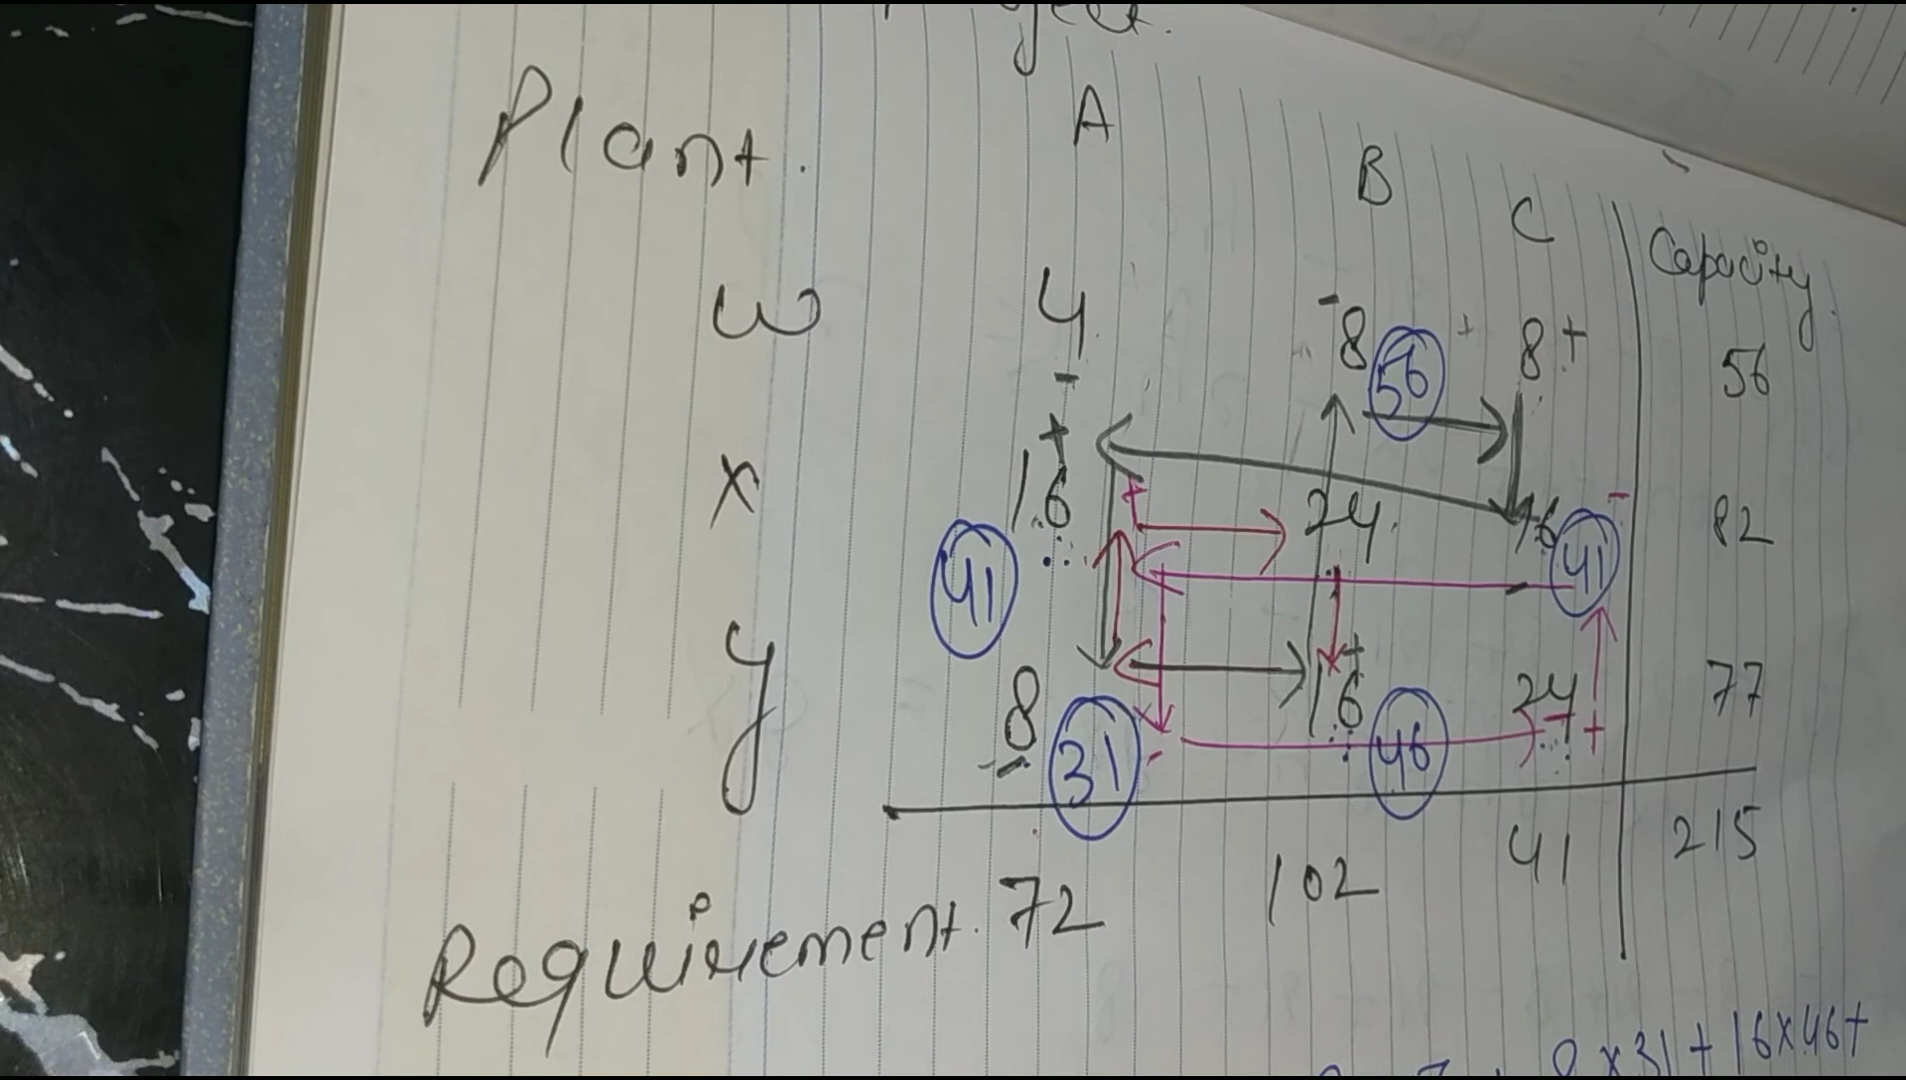 Plant. A B C Capacity
w 4 8 56 8 56
x 16 41 24 16 41 82
y 8 31 16 46 24 77
Requirement. 72 102 41 215
8x31+16x46+